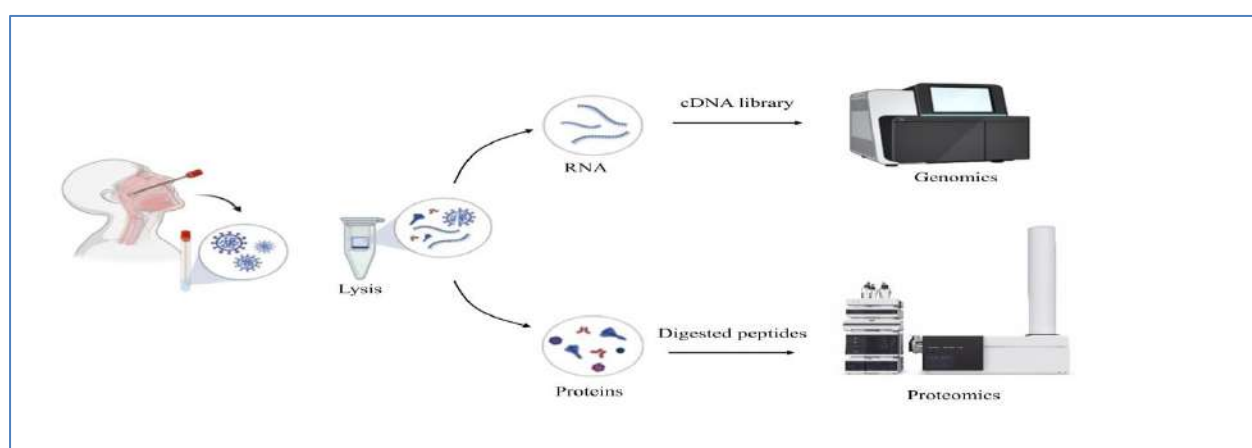 cDNA library
RNA
Genomics
Lysis
Digested peptides
Proteins
Proteomics